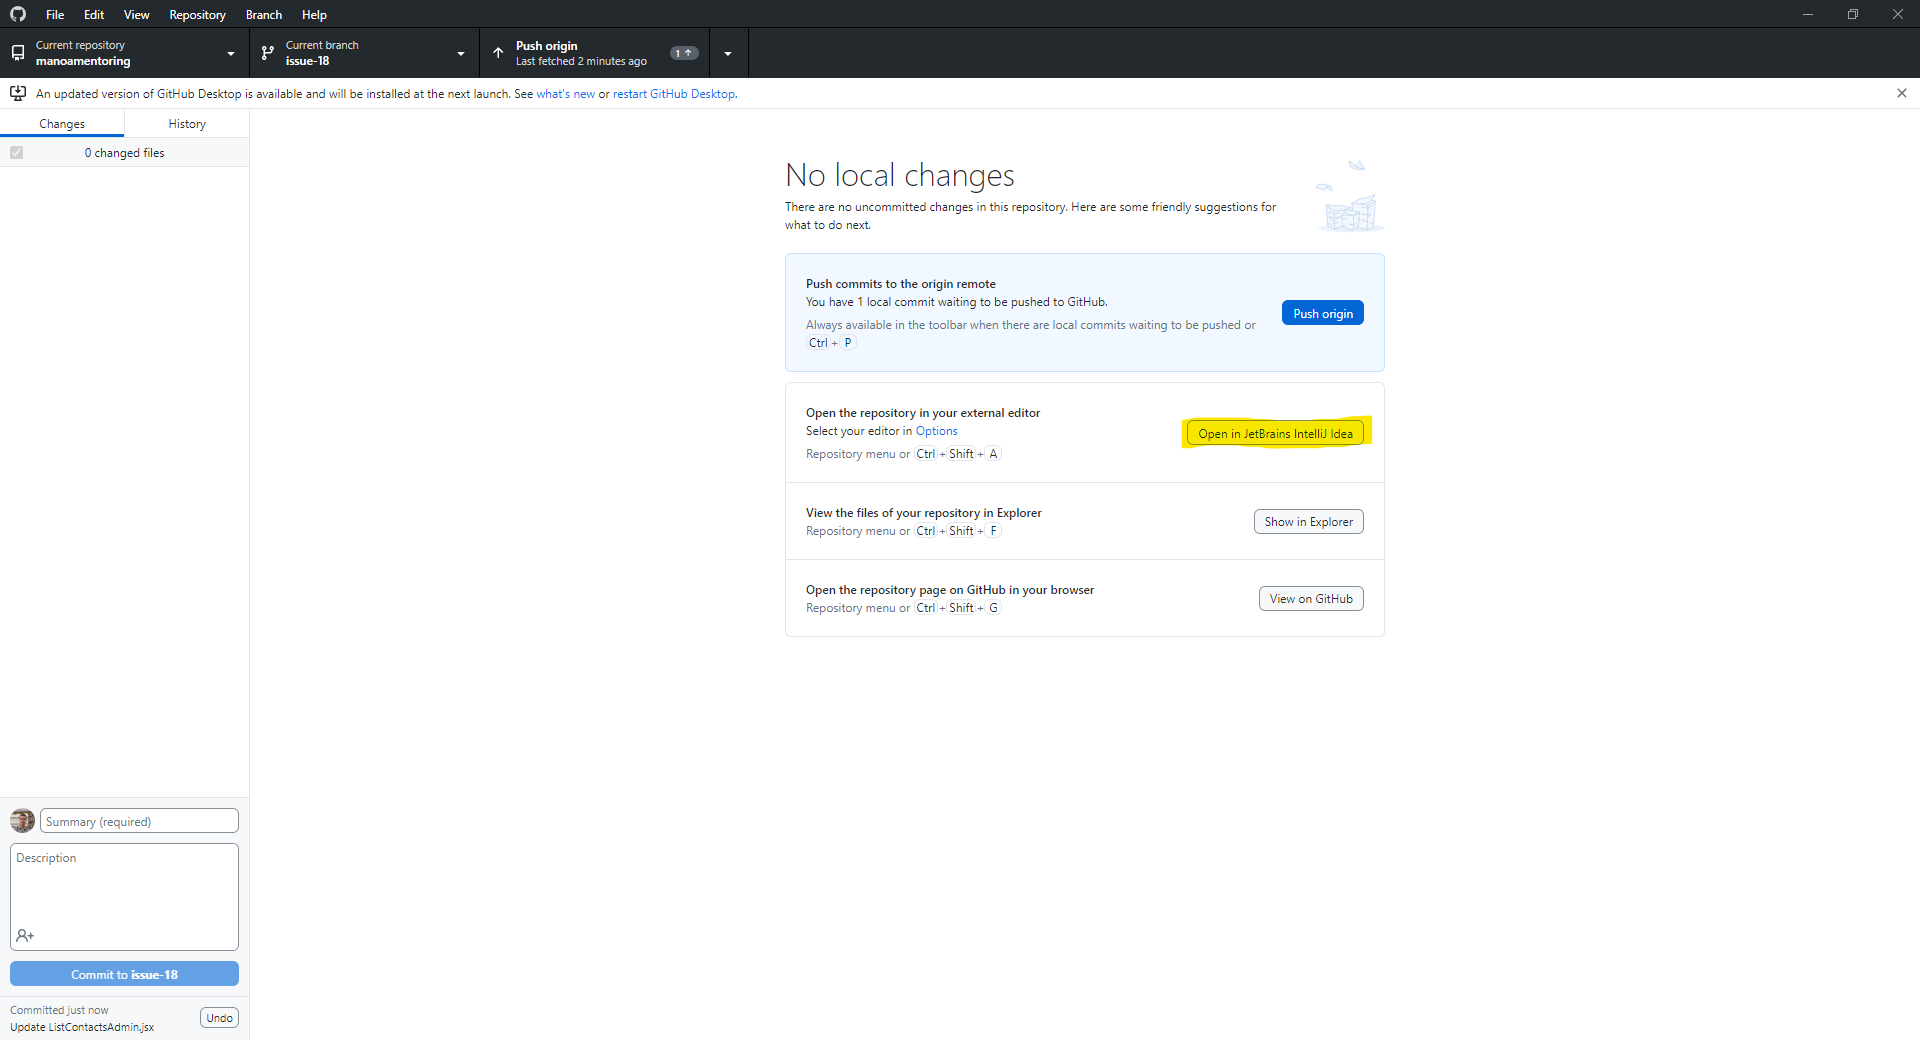 File Edit View Repository Branch Help
Current repository
manoamentoring
Current branch
issue-18
Push origin
Last fetched 2 minutes ago
1
An updated version of GitHub Desktop is available and will be installed at the next launch. See what's new or restart GitHub Desktop.
Changes
History
0 changed files
No local changes
There are no uncommitted changes in this repository. Here are some friendly suggestions for
what to do next.
Push commits to the origin remote
You have 1 local commit waiting to be pushed to GitHub.
Always available in the toolbar when there are local commits waiting to be pushed or
Ctrl + P
Push origin
Open the repository in your external editor
Select your editor in Options
Repository menu or Ctrl + Shift + A
Open in JetBrains IntelliJ Idea
View the files of your repository in Explorer
Repository menu or Ctrl + Shift + F
Show in Explorer
Open the repository page on GitHub in your browser
Repository menu or Ctrl + Shift + G
View on GitHub
Summary (required)
Description
Commit to issue-18
Committed just now
Update ListContactsAdmin.jsx
Undo